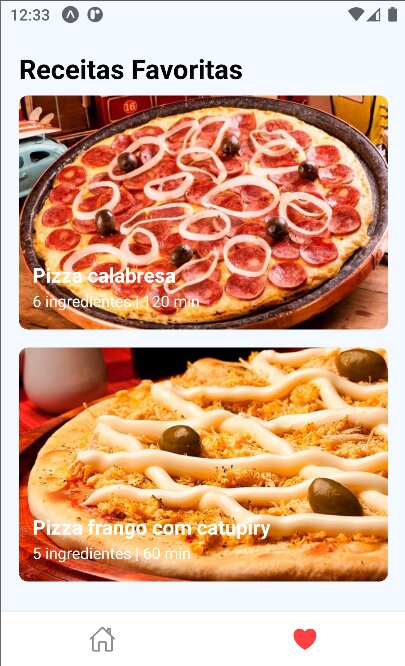 12:33
Receitas Favoritas
Pizza calabresa
6 ingredientes | 120 min
Pizza frango com catupiry
5 ingredientes | 60 min